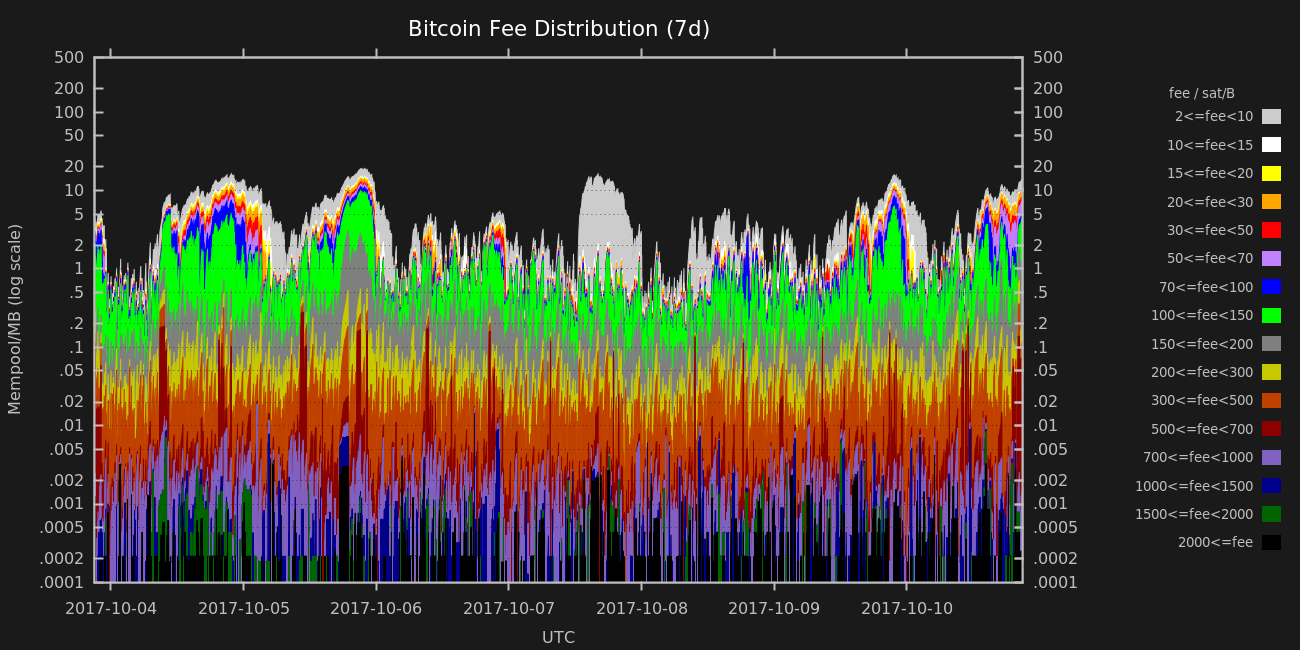 Bitcoin Fee Distribution (7d)
500 500
200 200
100 100
50 50
20 20
10 10
5 5
2 2
1 1
.5 .5
.2 .2
.1 .1
.05 .05
.02 .02
.01 .01
.005 .005
.002 .002
.001 .001
.0005 .0005
.0002 .0002
.0001 .0001
Mempool/MB (log scale)
2017-10-04 2017-10-05 2017-10-06 2017-10-07 2017-10-08 2017-10-09 2017-10-10
UTC
fee / sat/B
2<=fee<10
10<=fee<15
15<=fee<20
20<=fee<30
30<=fee<50
50<=fee<70
70<=fee<100
100<=fee<150
150<=fee<200
200<=fee<300
300<=fee<500
500<=fee<700
700<=fee<1000
1000<=fee<1500
1500<=fee<2000
2000<=fee